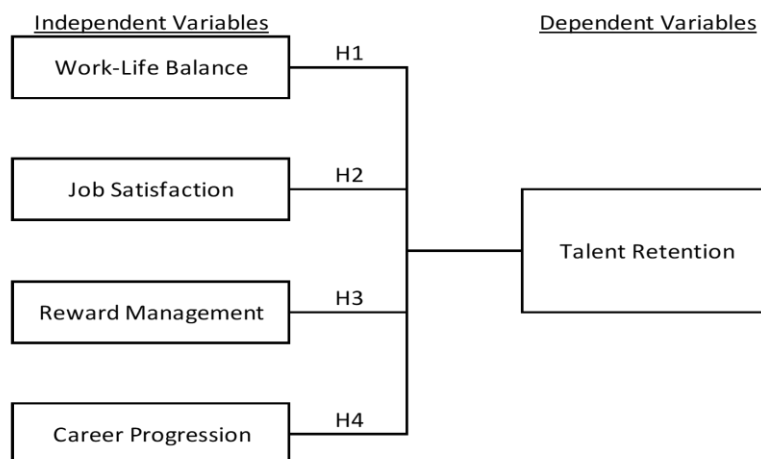 Independent Variables
Dependent Variables
Work-Life Balance
H1
Job Satisfaction
H2
Talent Retention
Reward Management
H3
Career Progression
H4